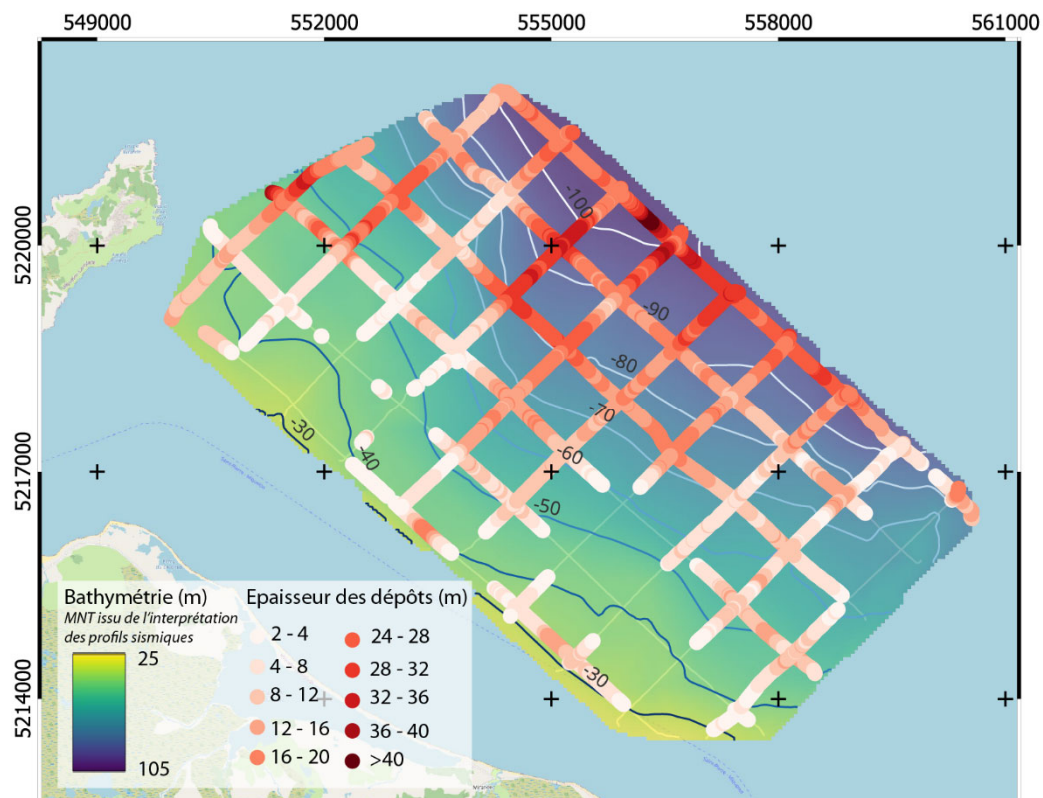 549000 552000 555000 558000 561000
5220000
5217000
5214000
-100
-90
-80
-70
-60
-50
-40
-30
-30
Bathymétrie (m)
MNT issu de l'interprétation
des profils sismiques
25
105
Epaisseur des dépôts (m)
2 - 4
4 - 8
8 - 12
12 - 16
16 - 20
24 - 28
28 - 32
32 - 36
36 - 40
>40